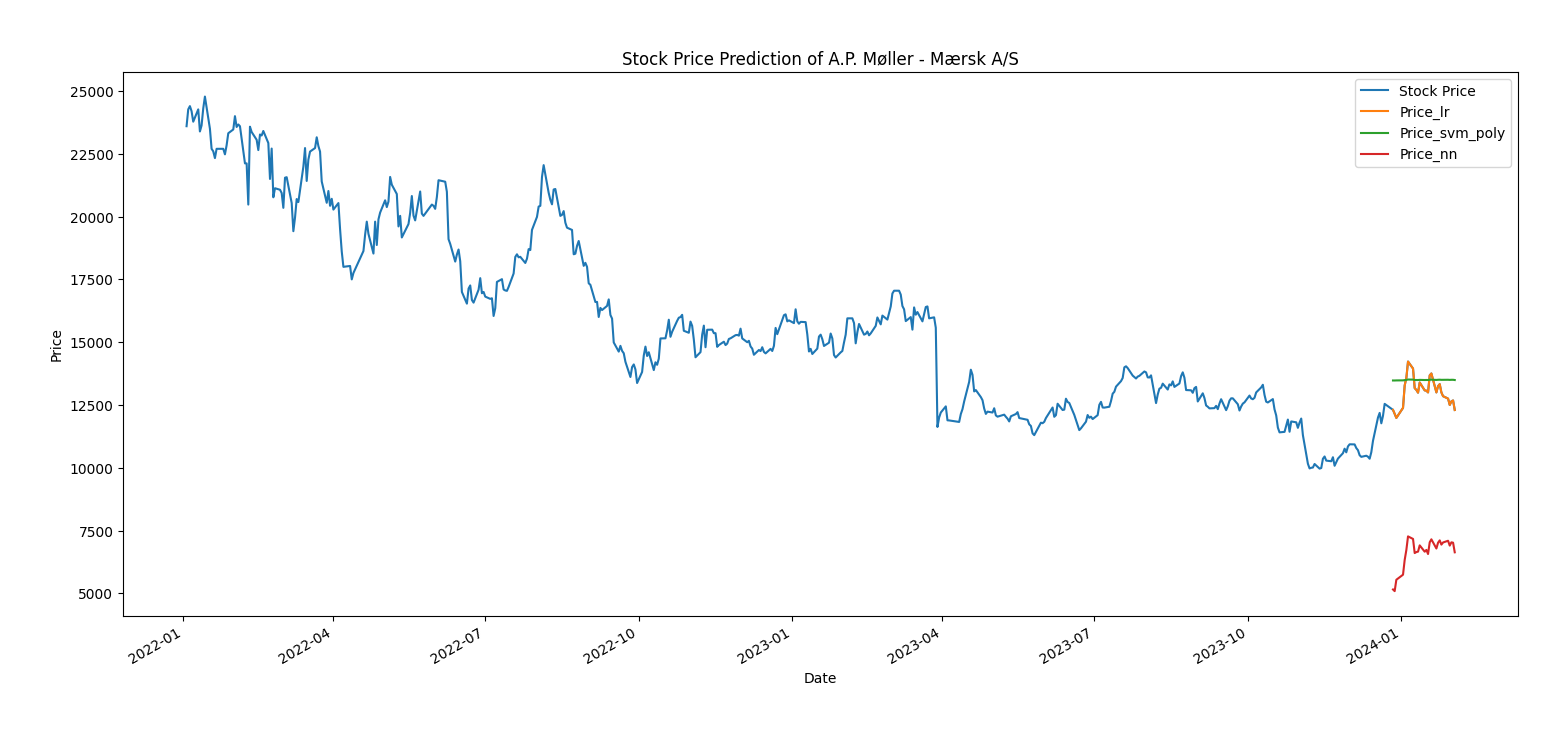 Stock Price Prediction of A.P. Møller - Mærsk A/S
Stock Price
Price_lr
Price_svm_poly
Price_nn
25000
22500
20000
17500
15000
12500
10000
7500
5000
Price
2022-01
2022-04
2022-07
2022-10
2023-01
2023-04
2023-07
2023-10
2024-01
Date